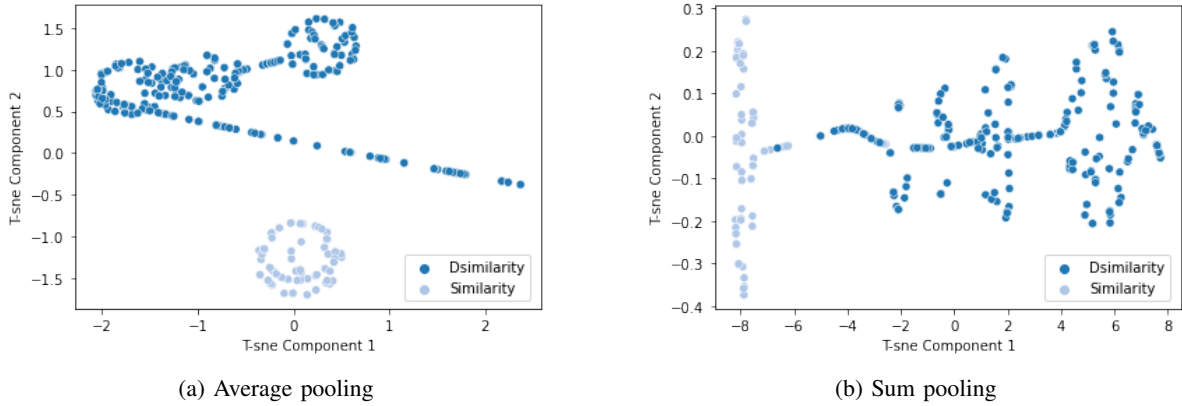 1.5
1.0
0.5
0.0
−0.5
−1.0
−1.5
T-sne Component 2
−2
−1
0
1
2
T-sne Component 1
Dsimilarity
Similarity
(a) Average pooling
0.3
0.2
0.1
0.0
−0.1
−0.2
−0.3
−0.4
T-sne Component 2
−8
−6
−4
−2
0
2
4
6
8
T-sne Component 1
Dsimilarity
Similarity
(b) Sum pooling